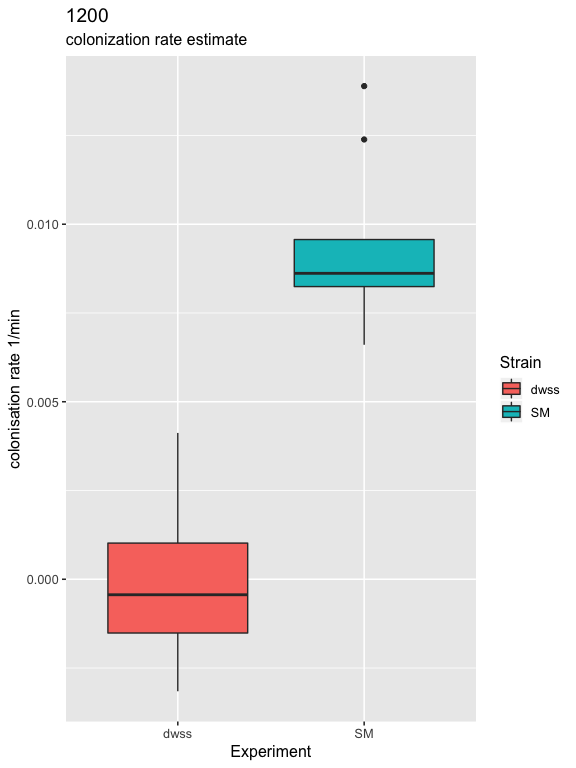 1200
colonization rate estimate
colonisation rate 1/min
0.010
0.005
0.000
dwss
SM
Experiment
Strain
dwss
SM